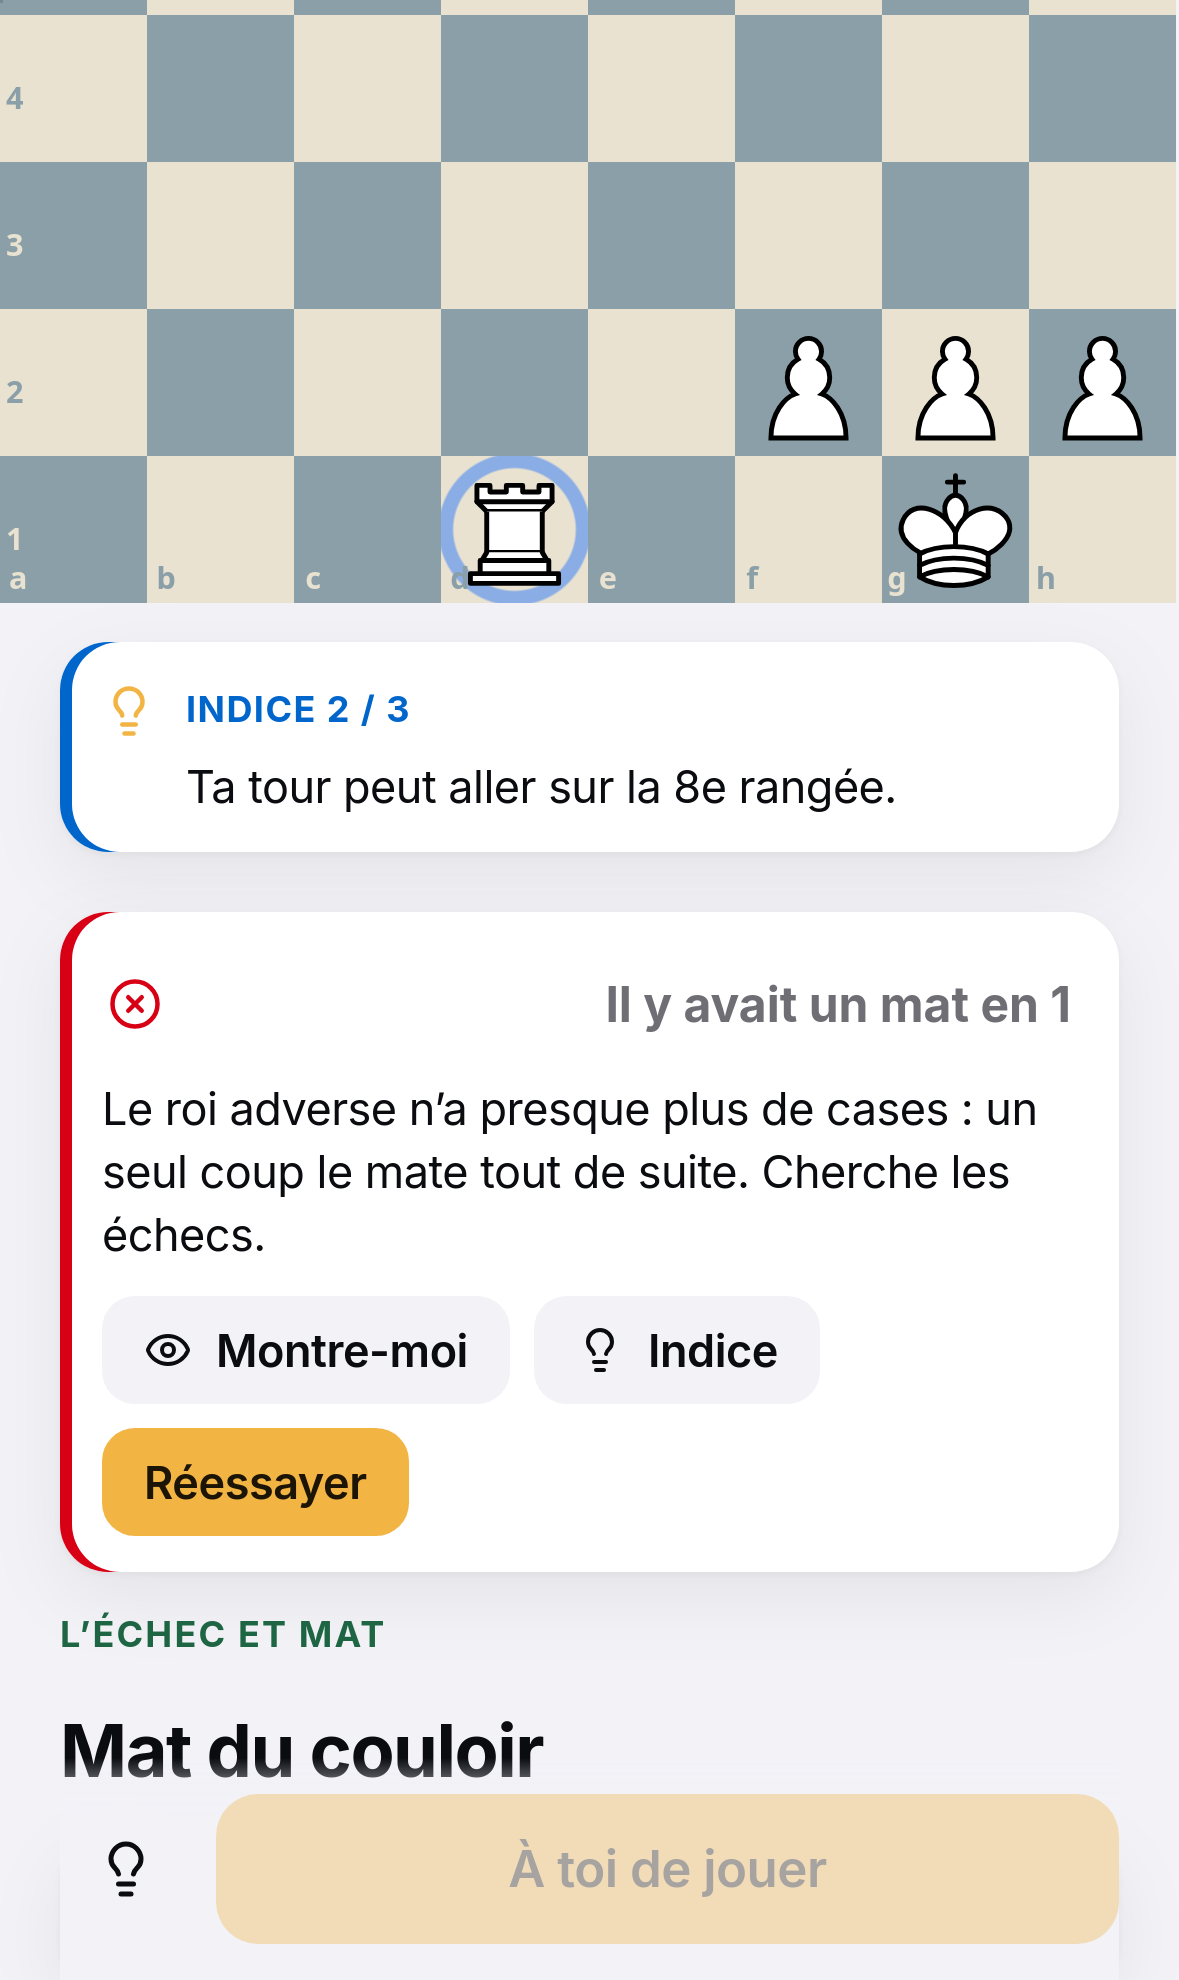 4
3
2
1
a b c d e f g h
INDICE 2 / 3
Ta tour peut aller sur la 8e rangée.
Il y avait un mat en 1
Le roi adverse n’a presque plus de cases : un
seul coup le mate tout de suite. Cherche les
échecs.
Montre-moi
Indice
Réessayer
L’ÉCHEC ET MAT
Mat du couloir
À toi de jouer